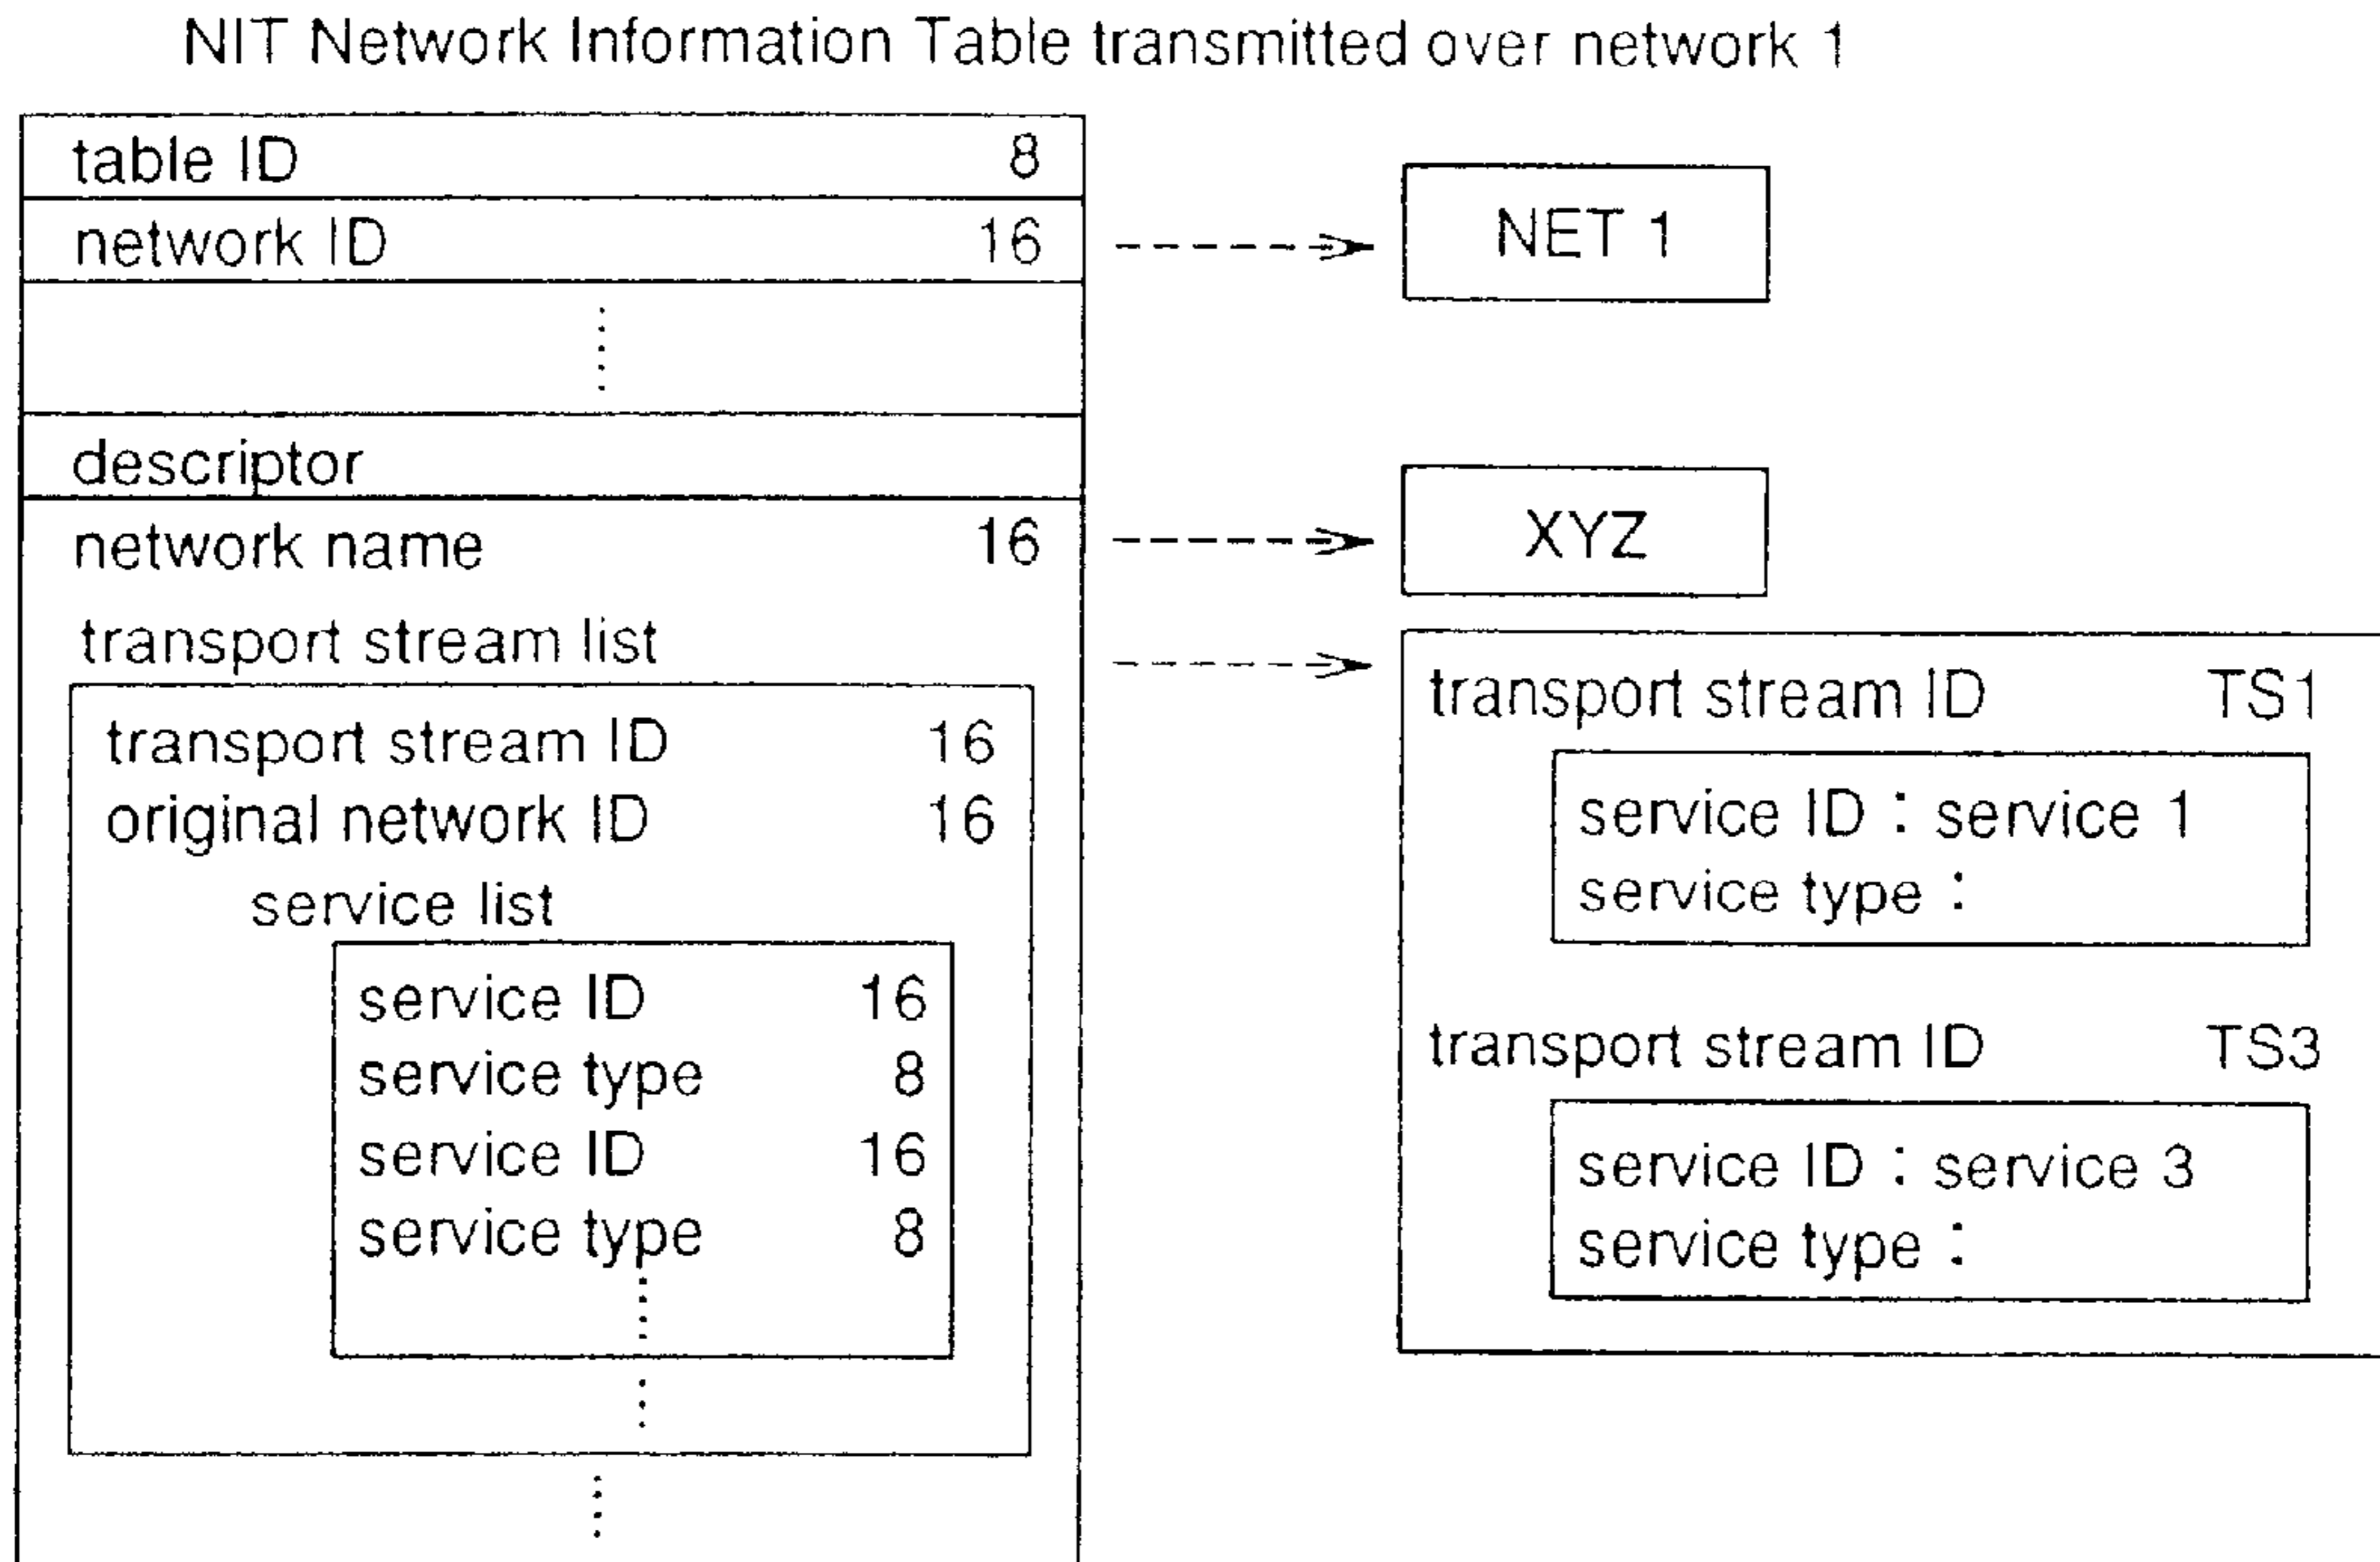 NIT Network Information Table transmitted over network 1
table ID 8
network ID 16
NET 1
descriptor
network name 16
XYZ
transport stream list
transport stream ID 16
original network ID 16
service list
service ID 16
service type 8
service ID 16
service type 8
transport stream ID TS1
service ID : service 1
service type :
transport stream ID TS3
service ID : service 3
service type :